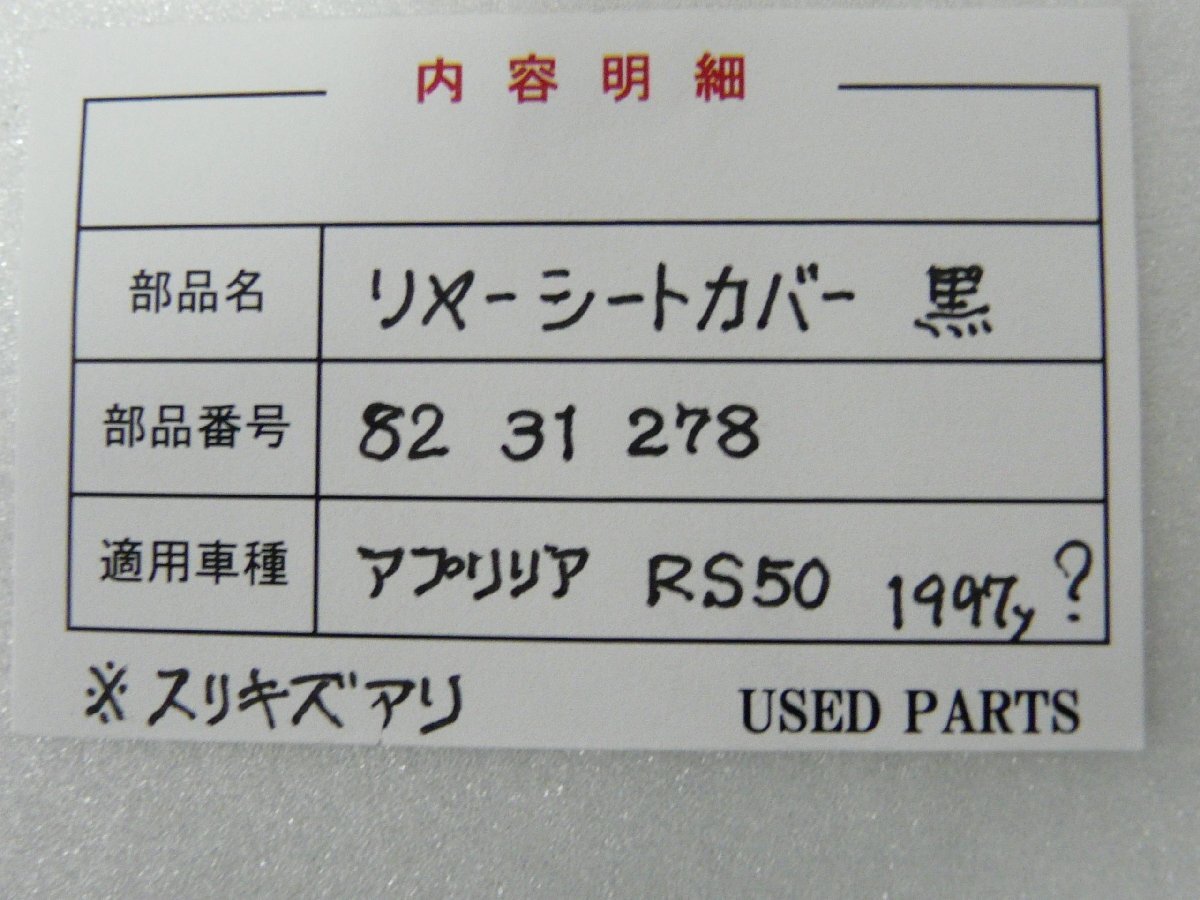 内容明細
部品名 リヤーシートカバー 黒
部品番号 82 31 278
適用車種 アプリリア RS50 1997y?
※スリキズアリ USED PARTS